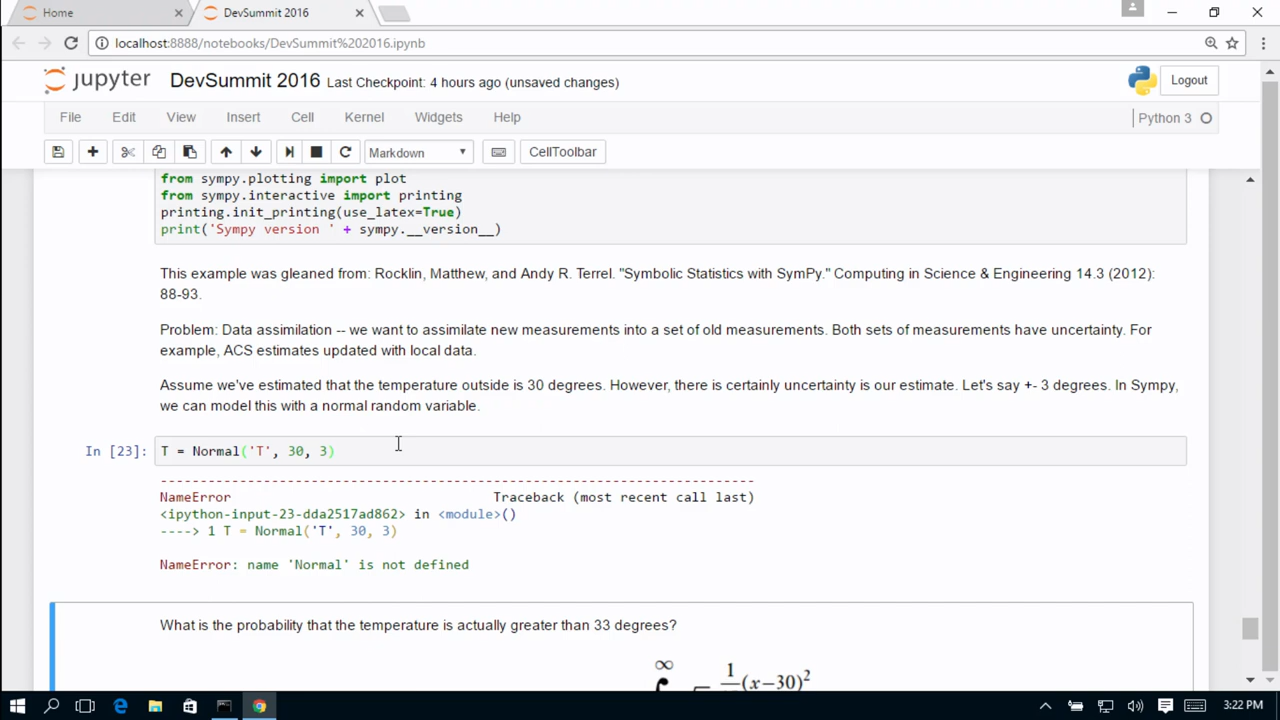 Home
DevSummit 2016
localhost:8888/notebooks/DevSummit%202016.ipynb
jupyter DevSummit 2016 Last Checkpoint: 4 hours ago (unsaved changes)
Logout
File Edit View Insert Cell Kernel Widgets Help
Python 3
Markdown
CellToolbar
from sympy.plotting import plot
from sympy.interactive import printing
printing.init_printing(use_latex=True)
print('Sympy version ' + sympy.__version__)
This example was gleaned from: Rocklin, Matthew, and Andy R. Terrel. "Symbolic Statistics with SymPy." Computing in Science & Engineering 14.3 (2012):
88-93.
Problem: Data assimilation -- we want to assimilate new measurements into a set of old measurements. Both sets of measurements have uncertainty. For
example, ACS estimates updated with local data.
Assume we've estimated that the temperature outside is 30 degrees. However, there is certainly uncertainty is our estimate. Let's say +- 3 degrees. In Sympy,
we can model this with a normal random variable.
In [23]: T = Normal('T', 30, 3)
---------------------------------------------------------------------------
NameError Traceback (most recent call last)
<ipython-input-23-dda2517ad862> in <module>()
----> 1 T = Normal('T', 30, 3)
NameError: name 'Normal' is not defined
What is the probability that the temperature is actually greater than 33 degrees?
∞
1
(x−30)²
3:22 PM